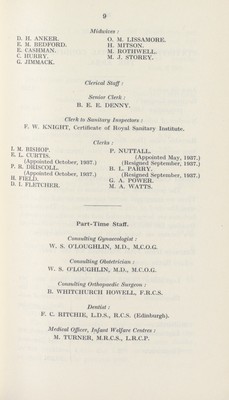 9
Midwives :
D. H. ANKER.
E. M. BEDFORD.
E. CASHMAN.
C. HURRY.
G. JIMMACK.
O. M. LISSAMORE.
H. MITSON.
M. ROTHWELL.
M. J. STOREY.
Clerical Staff :
Senior Clerk :
B. E. E. DENNY.
Clerk to Sanitary Inspectors :
F. W. KNIGHT, Certificate of Royal Sanitary Institute.
Clerks :
I. M. BISHOP.
E. L. CURTIS.
(Appointed October, 1937.)
P. R. DRISCOLL.
(Appointed October, 1937.)
H. FIELD.
D. I. FLETCHER.
P. NUTTALL.
(Appointed May, 1937.)
(Resigned September, 1937.)
B. L. PARRY.
(Resigned September, 1937.)
G. A. POWER.
M. A. WATTS.
Part-Time Staff.
Consulting Gynaecologist :
W. S. O'LOUGHLIN, M.D., M.C.O.G.
Consulting Obstetrician :
W. S. O'LOUGHLIN, M.D., M.C.O.G.
Consulting Orthopaedic Surgeon :
B. WHITCHURCH HOWELL, F.R.C.S.
Dentist :
F. C. RITCHIE, L.D.S., R.C.S. (Edinburgh).
Medical Officer, Infant Welfare Centres :
M. TURNER, M.R.C.S., L.R.C.P.